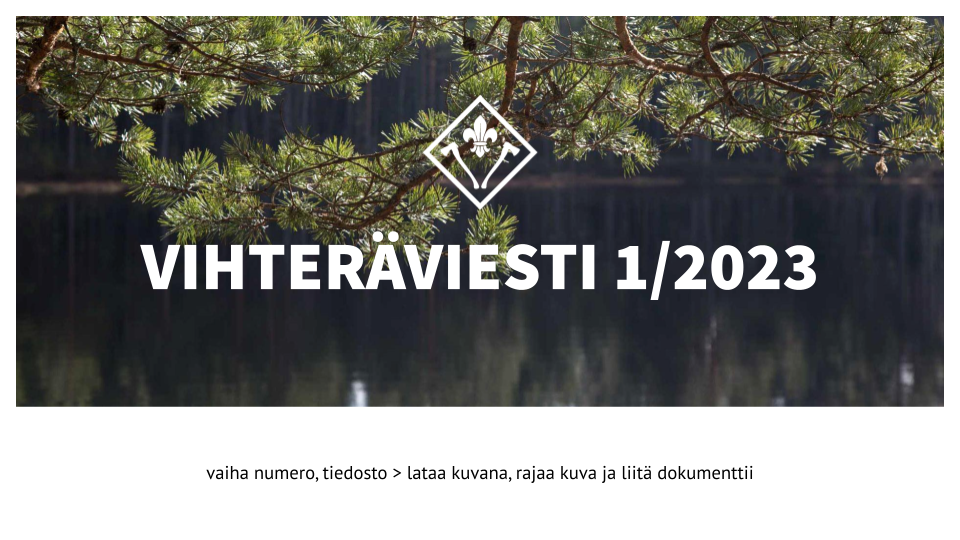 VIHTERÄVIESTI 1/2023
vaiha numero, tiedosto > lataa kuvana, rajaa kuva ja liitä dokumenttii